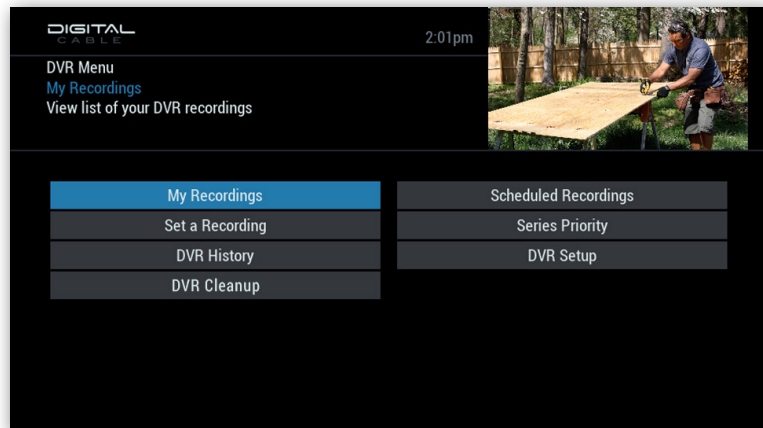 DIGITAL
CABLE
2:01pm
DVR Menu
My Recordings
View list of your DVR recordings
My Recordings
Scheduled Recordings
Set a Recording
Series Priority
DVR History
DVR Setup
DVR Cleanup